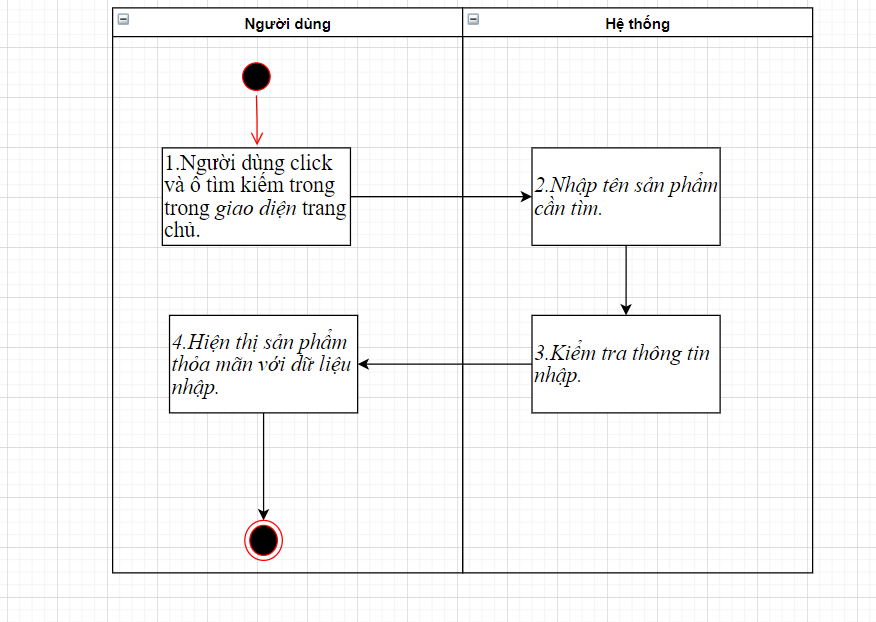 Người dùng
Hệ thống
1.Người dùng click
và ô tìm kiếm trong
trong giao diện trang
chủ.
2.Nhập tên sản phẩm
cần tìm.
4.Hiện thị sản phẩm
thỏa mãn với dữ liệu
nhập.
3.Kiểm tra thông tin
nhập.